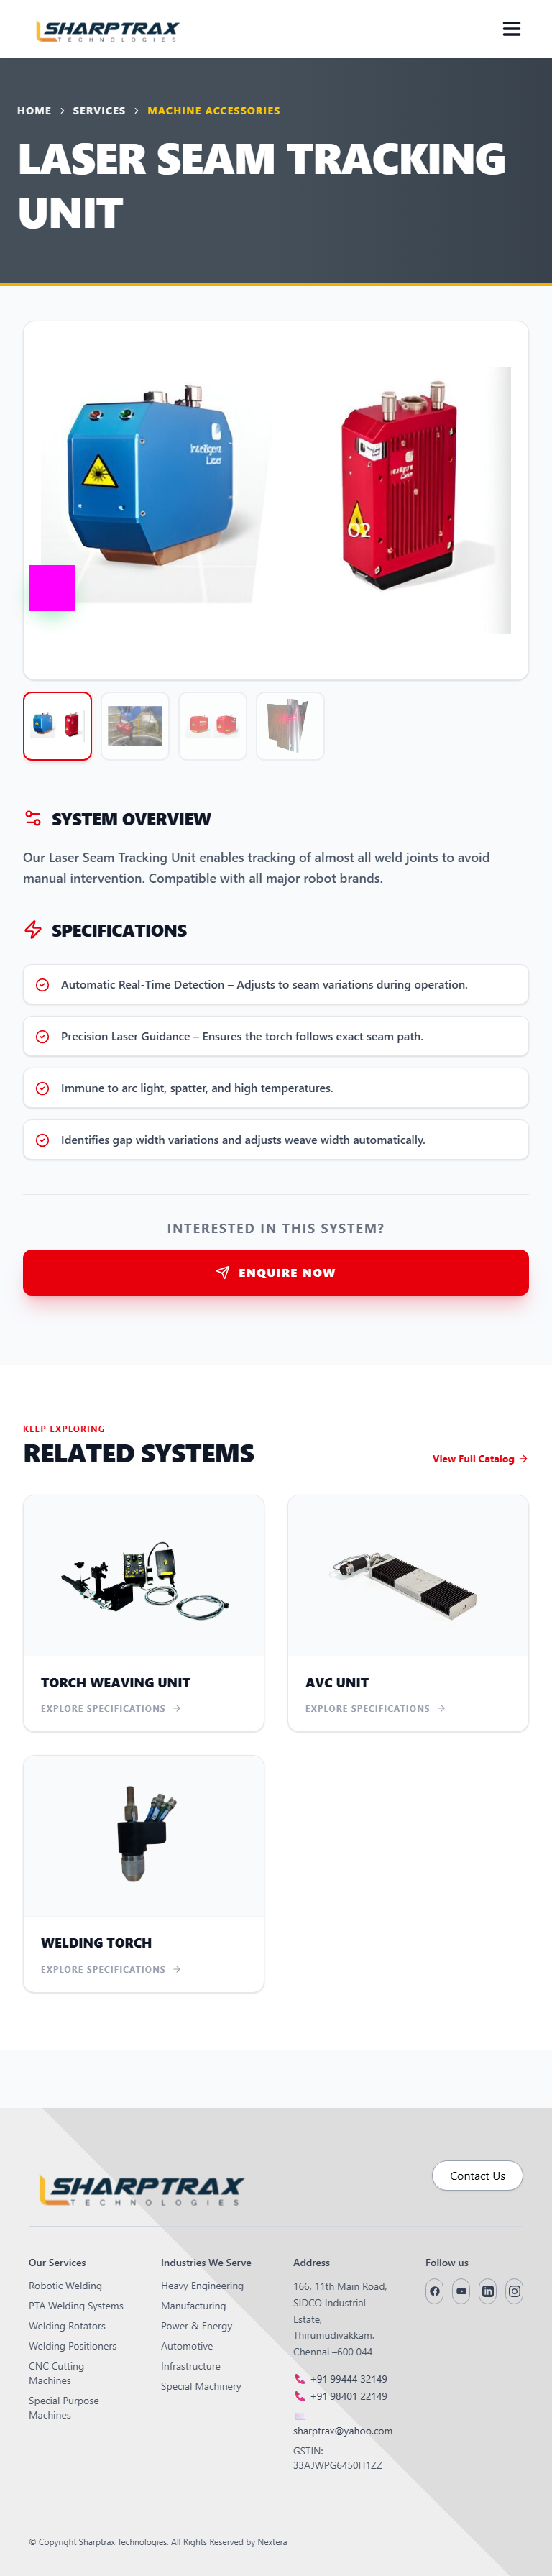 SHARPTRAX
TECHNOLOGIES
HOME > SERVICES > MACHINE ACCESSORIES
LASER SEAM TRACKING
UNIT
Intelligent
Laser
SYSTEM OVERVIEW
Our Laser Seam Tracking Unit enables tracking of almost all weld joints to avoid
manual intervention. Compatible with all major robot brands.
SPECIFICATIONS
Automatic Real-Time Detection – Adjusts to seam variations during operation.
Precision Laser Guidance – Ensures the torch follows exact seam path.
Immune to arc light, spatter, and high temperatures.
Identifies gap width variations and adjusts weave width automatically.
INTERESTED IN THIS SYSTEM?
ENQUIRE NOW
KEEP EXPLORING
RELATED SYSTEMS
View Full Catalog →
TORCH WEAVING UNIT
EXPLORE SPECIFICATIONS →
AVC UNIT
EXPLORE SPECIFICATIONS →
WELDING TORCH
EXPLORE SPECIFICATIONS →
SHARPTRAX
TECHNOLOGIES
Contact Us
Our Services
Robotic Welding
PTA Welding Systems
Welding Rotators
Welding Positioners
CNC Cutting
Machines
Special Purpose
Machines
Industries We Serve
Heavy Engineering
Manufacturing
Power & Energy
Automotive
Infrastructure
Special Machinery
Address
166, 11th Main Road,
SIDCO Industrial
Estate,
Thirumudivakkam,
Chennai –600 044
+91 99444 32149
+91 98401 22149
sharptrax@yahoo.com
GSTIN:
33AJWPG6450H1ZZ
Follow us
© Copyright Sharptrax Technologies. All Rights Reserved by Nextera